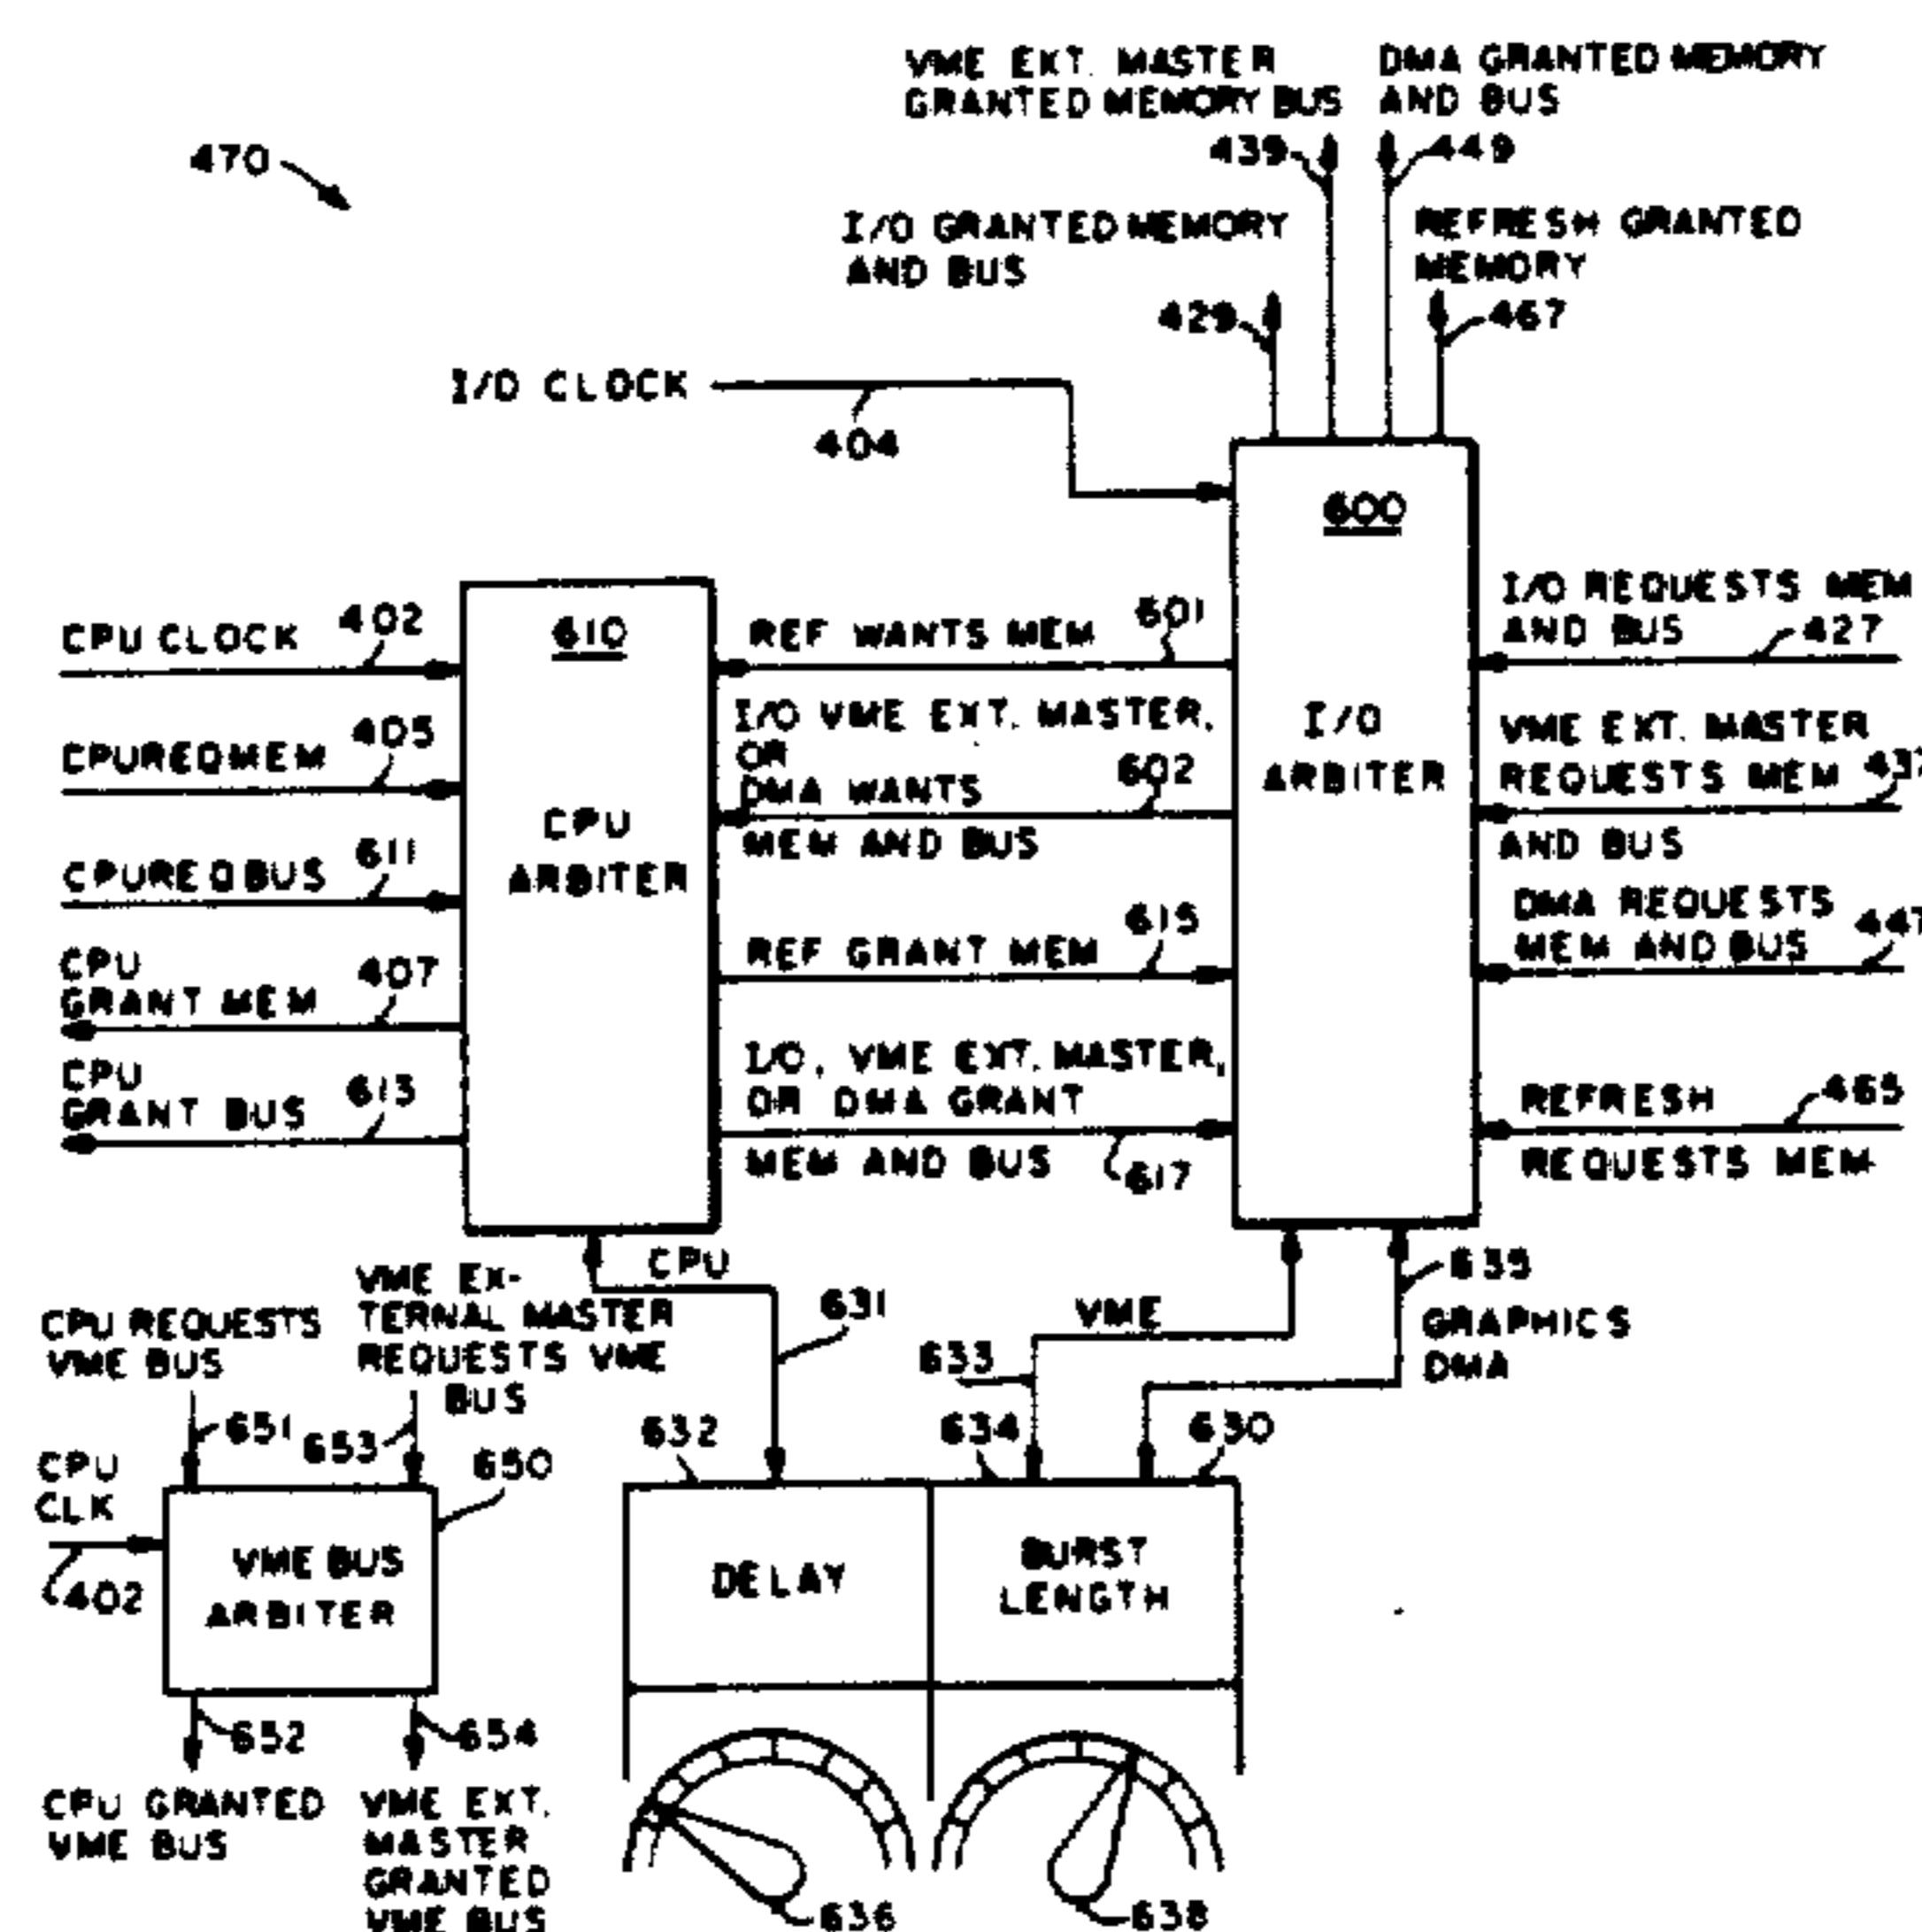 VME EXT. MASTER
GRANTED MEMORY BUS
DMA GRANTED MEMORY
AND BUS
470
439
449
I/O GRANTED MEMORY
AND BUS
REFRESH GRANTED
MEMORY
429
467
I/O CLOCK
404
600
I/O
ARBITER
610
CPU
ARBITER
CPU CLOCK
402
CPUREQMEM
405
CPUREQBUS
611
CPU
GRANT MEM
407
CPU
GRANT BUS
613
REF WANTS MEM
601
I/O VME EXT. MASTER,
OR
DMA WANTS
602
MEM AND BUS
REF GRANT MEM
615
I/O, VME EXT. MASTER,
OR DMA GRANT
MEM AND BUS
617
I/O REQUESTS MEM
AND BUS
427
VME EXT. MASTER
REQUESTS MEM
AND BUS
DMA REQUESTS
MEM AND BUS
REFRESH
465
REQUESTS MEM
CPU
631
VME
633
639
GRAPHICS
DMA
CPU REQUESTS
VME BUS
VME EX-
TERNAL MASTER
REQUESTS VME
BUS
651
653
650
CPU
CLK
402
VME BUS
ARBITER
652
654
CPU GRANTED
VME BUS
VME EXT.
MASTER
GRANTED
VME BUS
632
634
630
DELAY
BURST
LENGTH
636
638